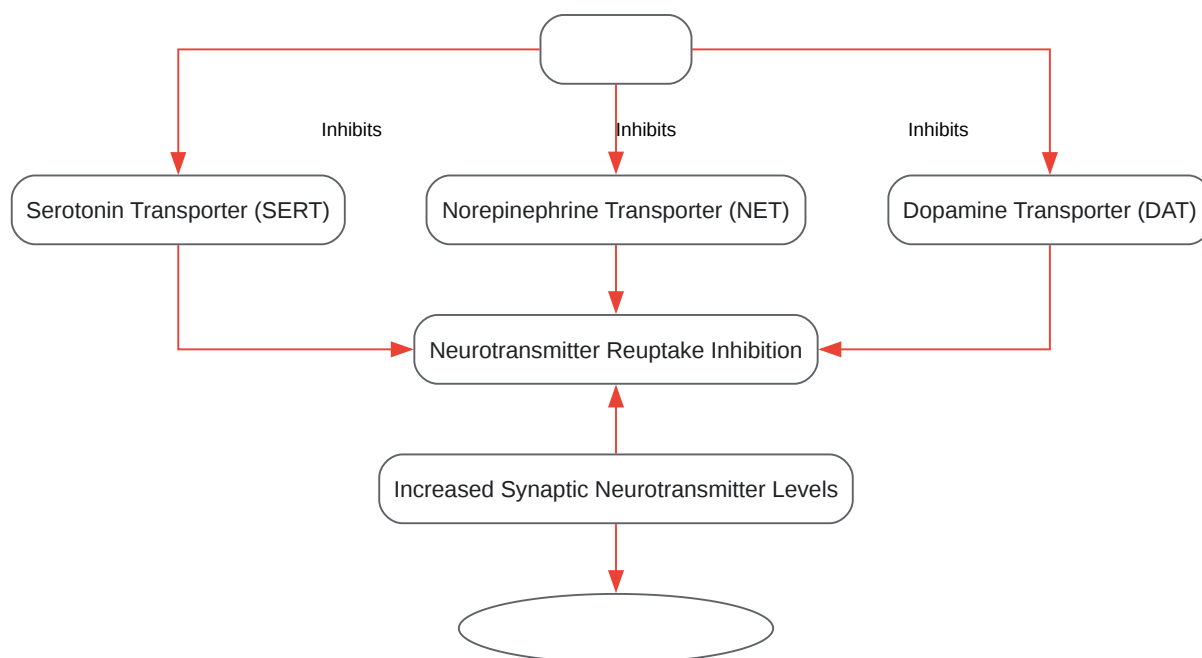 Inhibits
Inhibits
Inhibits
Serotonin Transporter (SERT)
Norepinephrine Transporter (NET)
Dopamine Transporter (DAT)
Neurotransmitter Reuptake Inhibition
Increased Synaptic Neurotransmitter Levels